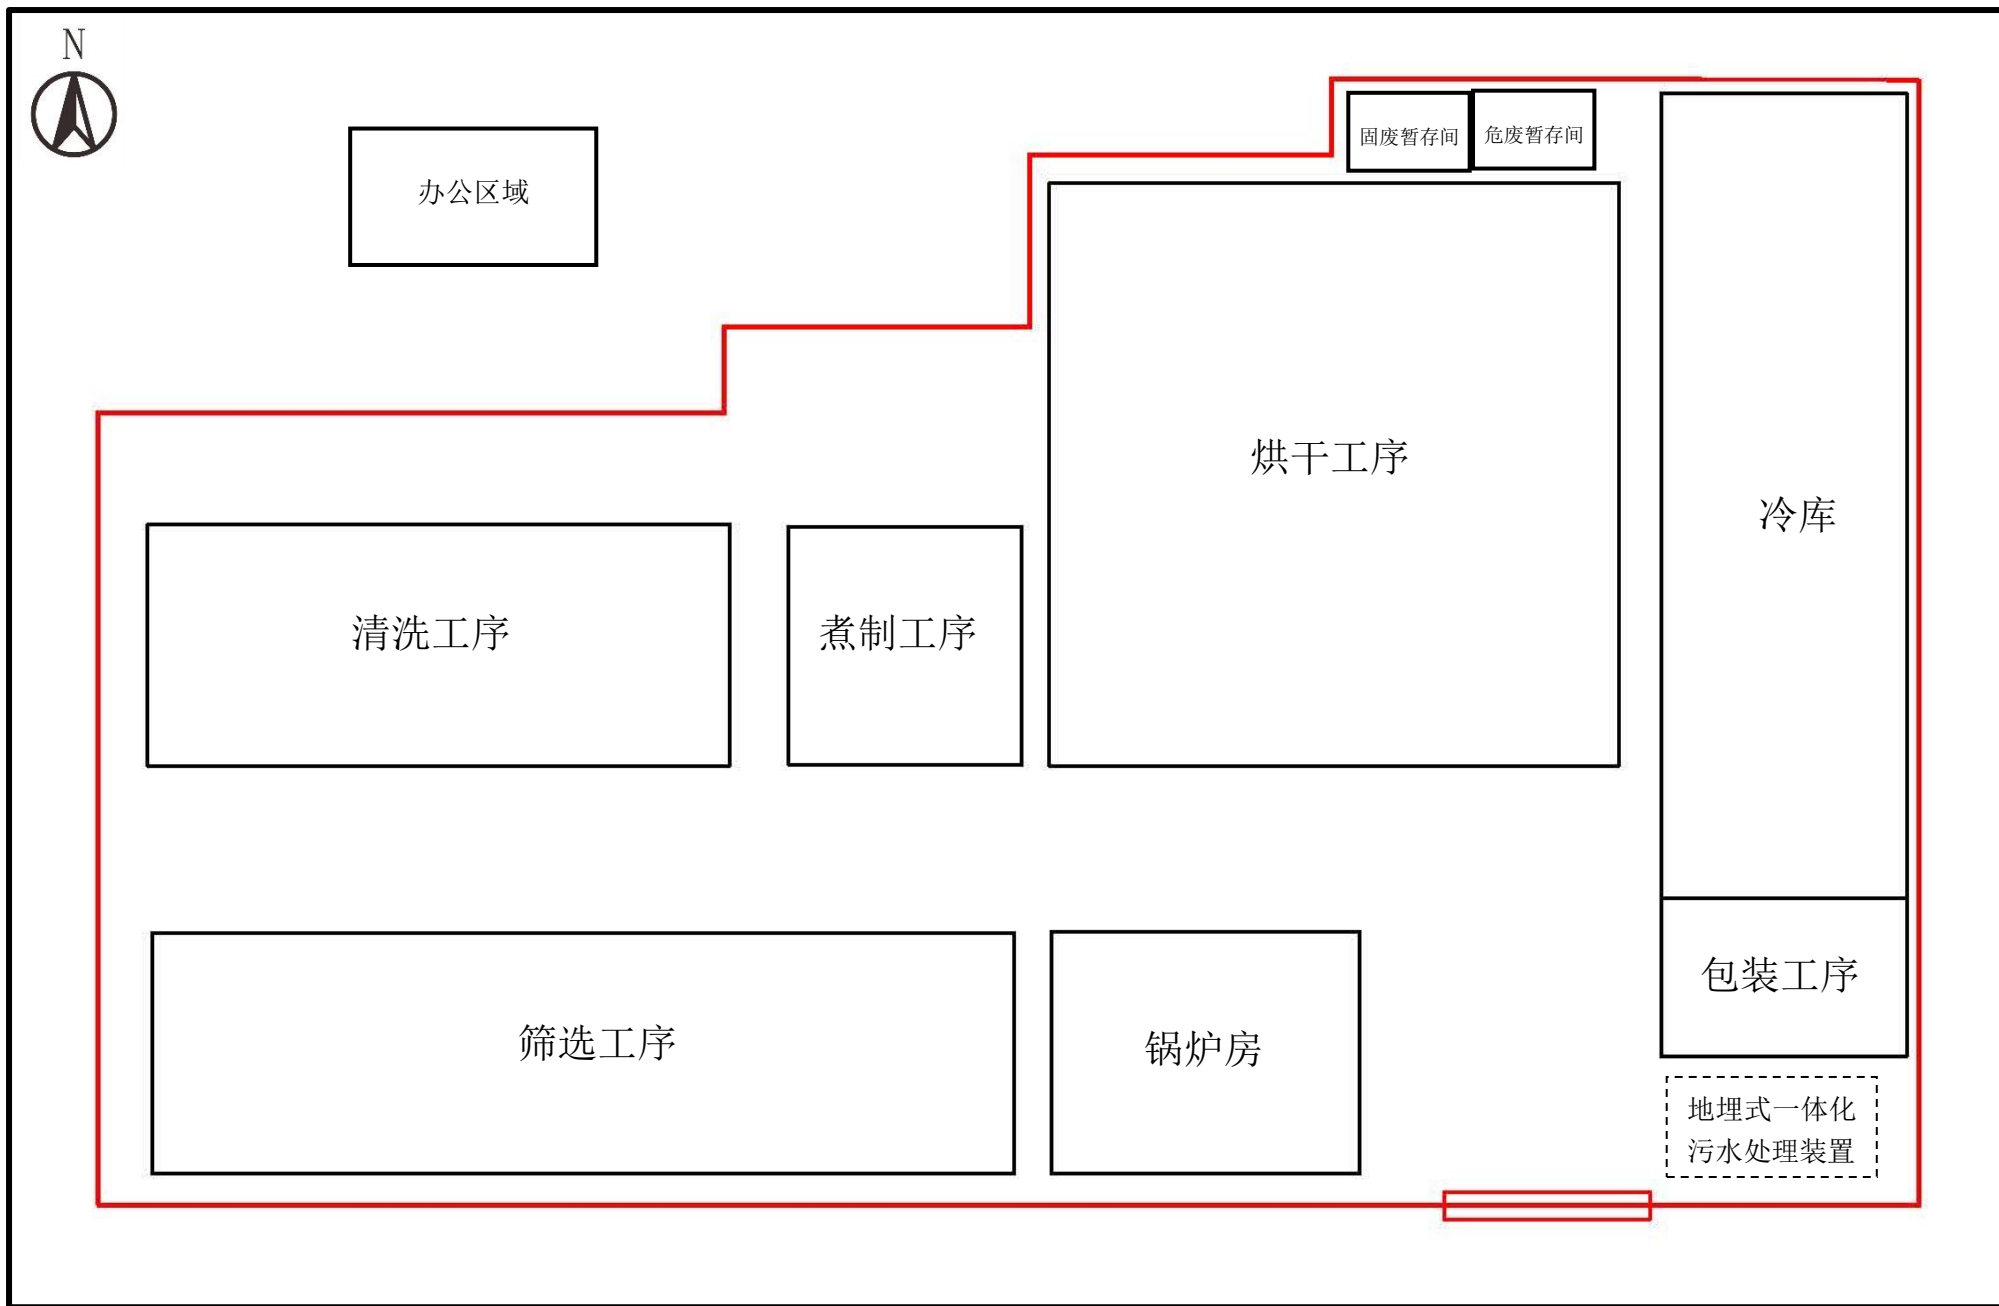 N
固废暂存间
危废暂存间
办公区域
烘干工序
冷库
清洗工序
煮制工序
包装工序
筛选工序
锅炉房
地埋式一体化
污水处理装置